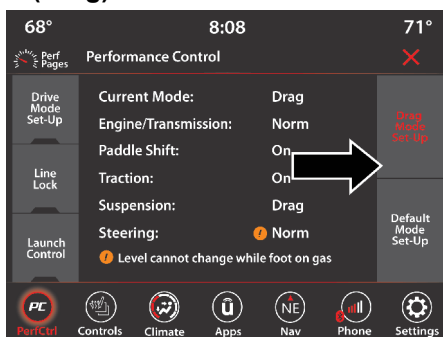 (
68°
8:08
71°
Perf
Pages
Performance Control
Drive
Mode
Set-Up
Line
Lock
Launch
Control
Current Mode: Drag
Engine/Transmission: Norm
Paddle Shift: On
Traction: On
Suspension: Drag
Steering: ! Norm
! Level cannot change while foot on gas
Drag
Mode
Set-Up
Default
Mode
Set-Up
PC
PerfCtrl
Controls
Climate
û
Apps
NE
Nav
Phone
Settings